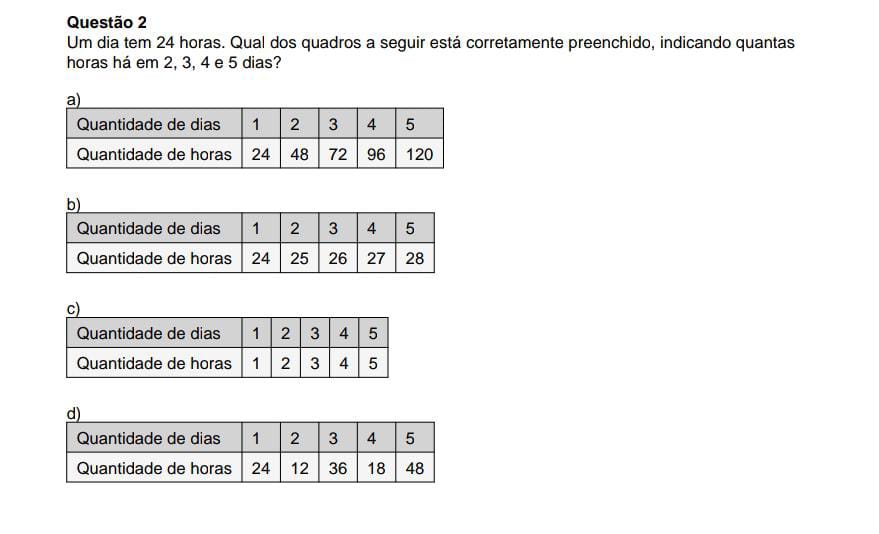 Questão 2
Um dia tem 24 horas. Qual dos quadros a seguir está corretamente preenchido, indicando quantas
horas há em 2, 3, 4 e 5 dias?
a)
Quantidade de dias 1 2 3 4 5
Quantidade de horas 24 48 72 96 120
b)
Quantidade de dias 1 2 3 4 5
Quantidade de horas 24 25 26 27 28
c)
Quantidade de dias 1 2 3 4 5
Quantidade de horas 1 2 3 4 5
d)
Quantidade de dias 1 2 3 4 5
Quantidade de horas 24 12 36 18 48